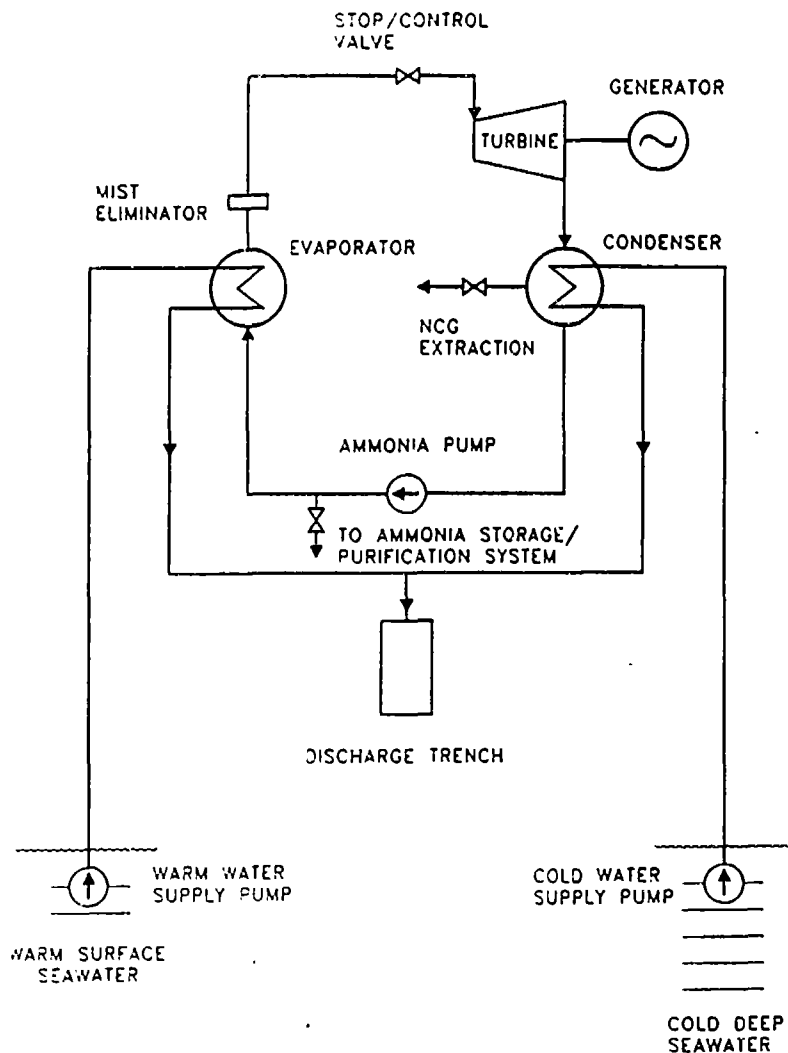 STOP/CONTROL
VALVE
GENERATOR
TURBINE
MIST
ELIMINATOR
EVAPORATOR
CONDENSER
NCG
EXTRACTION
AMMONIA PUMP
TO AMMONIA STORAGE/
PURIFICATION SYSTEM
DISCHARGE TRENCH
WARM WATER
SUPPLY PUMP
COLD WATER
SUPPLY PUMP
WARM SURFACE
SEAWATER
COLD DEEP
SEAWATER